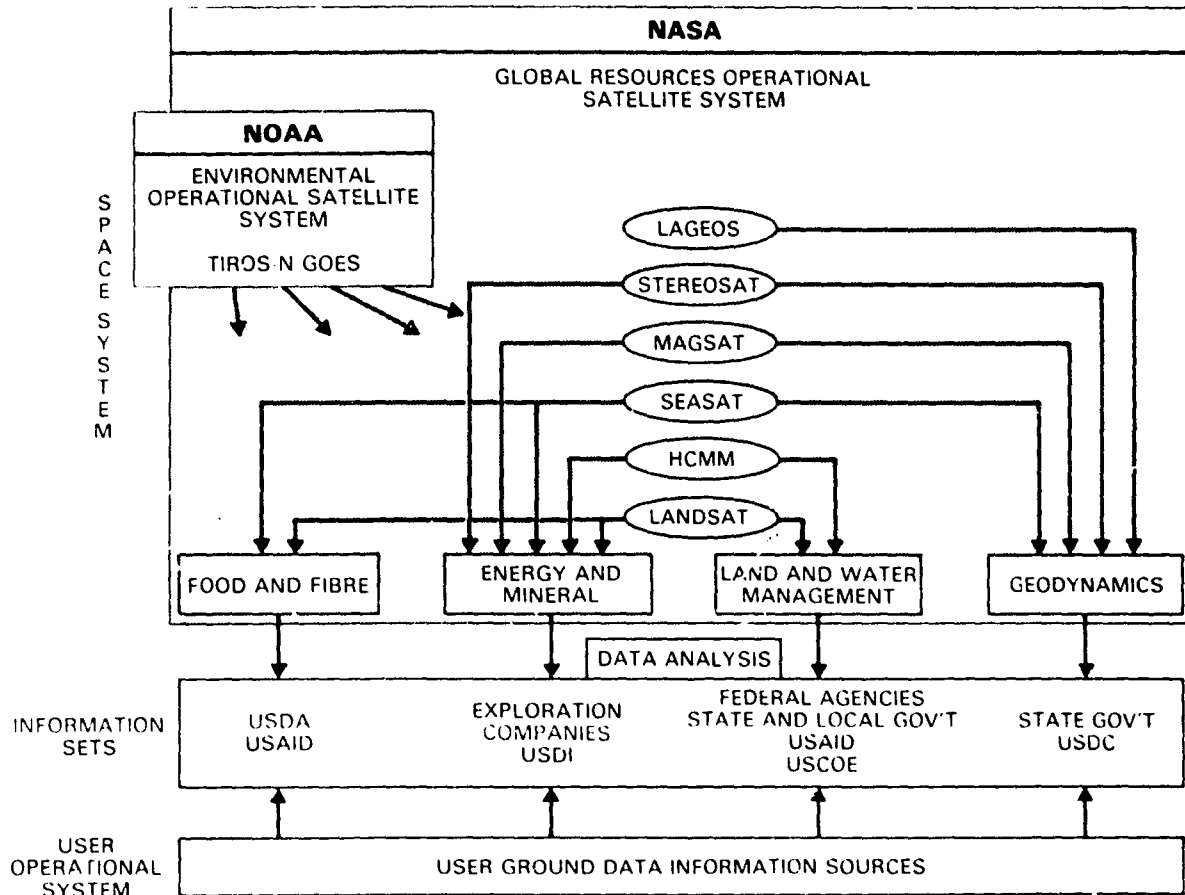 NASA
GLOBAL RESOURCES OPERATIONAL
SATELLITE SYSTEM
NOAA
ENVIRONMENTAL
OPERATIONAL SATELLITE
SYSTEM
TIROS-N GOES
SPACE SYSTEM
LAGEOS
STEREOSAT
MAGSAT
SEASAT
HCMM
LANDSAT
FOOD AND FIBRE
ENERGY AND
MINERAL
LAND AND WATER
MANAGEMENT
GEODYNAMICS
DATA ANALYSIS
INFORMATION
SETS
USDA
USAID
EXPLORATION
COMPANIES
USDI
FEDERAL AGENCIES
STATE AND LOCAL GOV'T
USAID
USCOE
STATE GOV'T
USDC
USER
OPERATIONAL
SYSTEM
USER GROUND DATA INFORMATION SOURCES